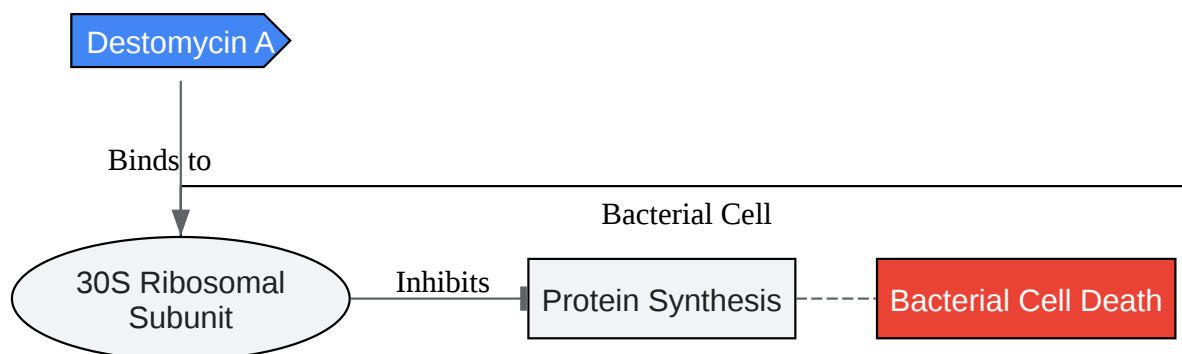 Destomycin A
Binds to
Bacterial Cell
30S Ribosomal
Subunit
Inhibits
Protein Synthesis
Bacterial Cell Death